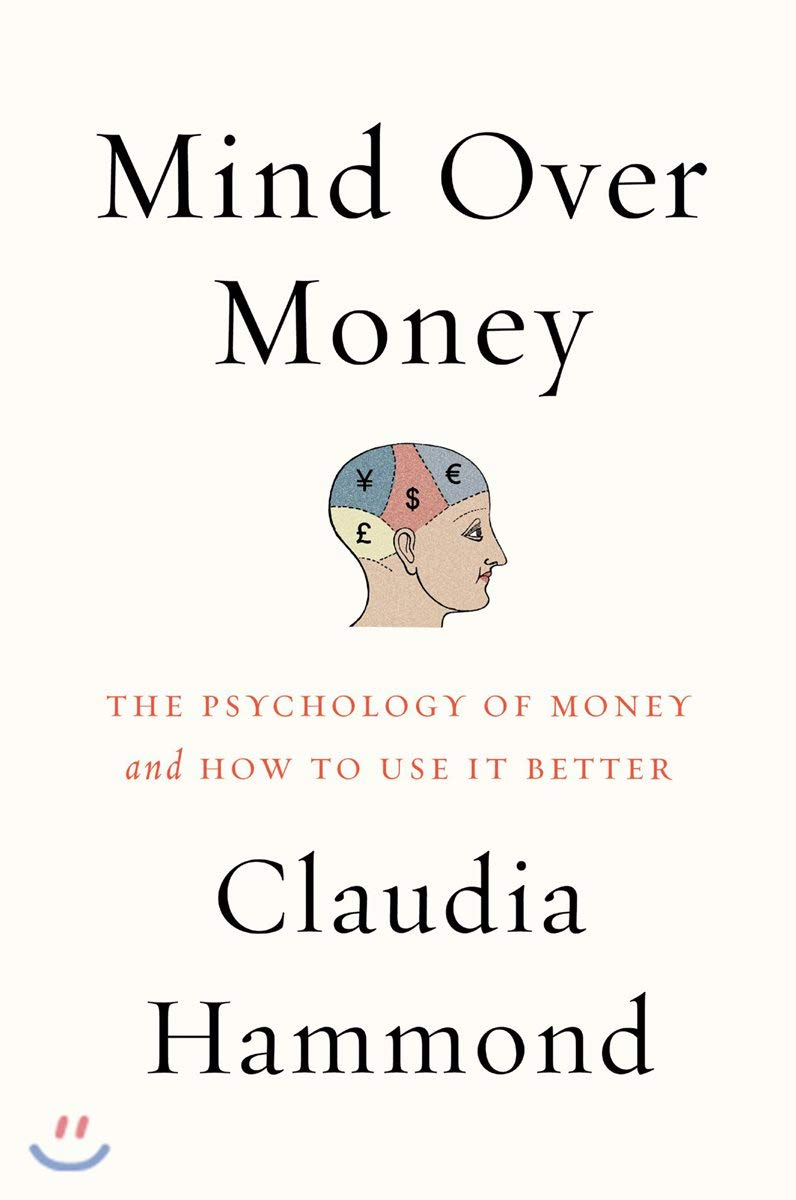 Mind Over
Money
¥
$
€
£
THE PSYCHOLOGY OF MONEY
and HOW TO USE IT BETTER
Claudia
Hammond